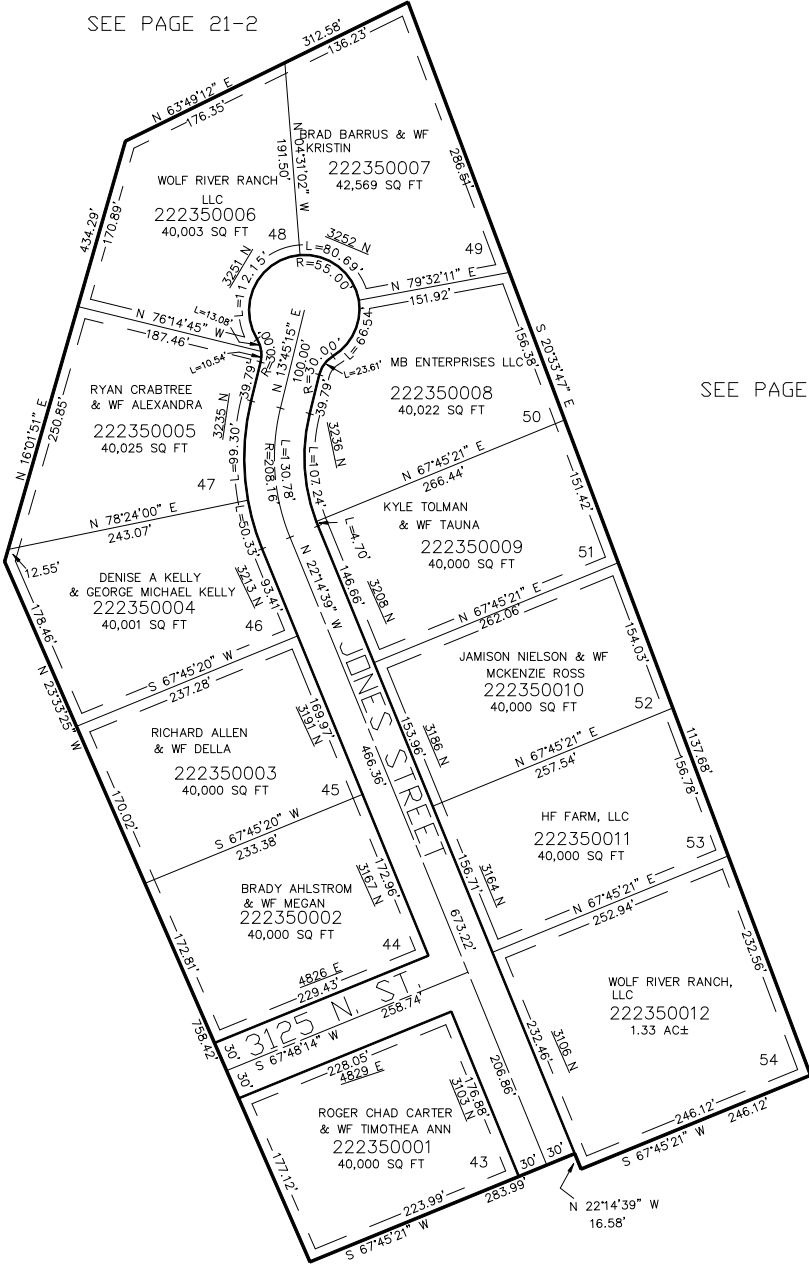 SEE PAGE 21-2
312.58'
136.23'
N 63°49'12" E
176.35'
N 04°31'02" W
191.50'
BRAD BARRUS & WF
KRISTIN
222350007
42,569 SQ FT
286.51'
49
WOLF RIVER RANCH
LLC
222350006
40,003 SQ FT
48
434.29'
170.89'
3251 N
L=112.15'
3252 N
L=80.69'
R=55.00'
N 79°32'11" E
151.92'
L=13.08'
N 76°14'45" W
187.46'
L=10.54'
N 13°45'15" E
100.00'
R=30.00'
L=66.54'
L=23.61'
39.79'
39.79'
S 20°33'47" E
156.38'
MB ENTERPRISES LLC
222350008
40,022 SQ FT
50
SEE PAGE
RYAN CRABTREE
& WF ALEXANDRA
222350005
40,025 SQ FT
47
N 16°01'51" E
250.85'
3235 N
L=99.30'
R=208.16'
L=130.78'
L=107.24'
3236 N
N 67°45'21" E
266.44'
151.42'
N 78°24'00" E
243.07'
L=50.33'
L=4.70'
KYLE TOLMAN
& WF TAUNA
222350009
40,000 SQ FT
51
12.55'
DENISE A KELLY
& GEORGE MICHAEL KELLY
222350004
40,001 SQ FT
46
3213 N
93.41'
N 22°14'39" W
146.66'
3208 N
N 67°45'21" E
262.06'
178.46'
N 23°33'25" W
S 67°45'20" W
237.28'
JONES STREET
JAMISON NIELSON & WF
MCKENZIE ROSS
222350010
40,000 SQ FT
52
154.03'
RICHARD ALLEN
& WF DELLA
222350003
40,000 SQ FT
45
169.97'
3191 N
466.36'
153.96'
3186 N
N 67°45'21" E
257.54'
1137.68'
156.78'
170.02'
S 67°45'20" W
233.38'
HF FARM, LLC
222350011
40,000 SQ FT
53
BRADY AHLSTROM
& WF MEGAN
222350002
40,000 SQ FT
44
172.96'
3167 N
156.71'
3164 N
N 67°45'21" E
252.94'
172.81'
673.22'
232.56'
4826 E
229.43'
3125 N. ST.
258.74'
S 67°48'14" W
758.42'
30'
30'
WOLF RIVER RANCH,
LLC
222350012
1.33 AC±
54
232.46'
3106 N
228.05'
4829 E
206.86'
176.88'
3103 N
ROGER CHAD CARTER
& WF TIMOTHEA ANN
222350001
40,000 SQ FT
43
177.12'
246.12'
246.12'
S 67°45'21" W
30'
30'
223.99'
283.99'
S 67°45'21" W
N 22°14'39" W
16.58'